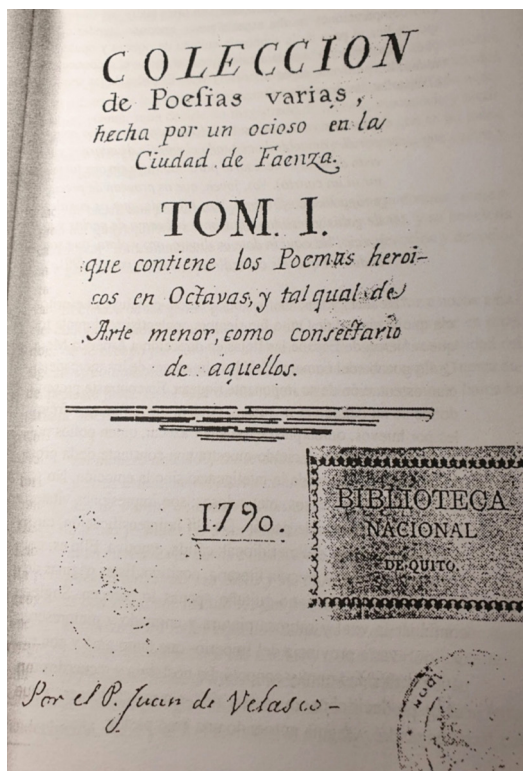 COLECCION
de Poeſias varias,
hecha por un ocioso en la
Ciudad de Faenza.
TOM. I.
que contiene los Poemas heroi-
cos en Octavas, y tal qual de
Arte menor, como consectario
de aquellos.
1790.
BIBLIOTECA
NACIONAL
DE QUITO.
Por el P. Juan de Velasco-